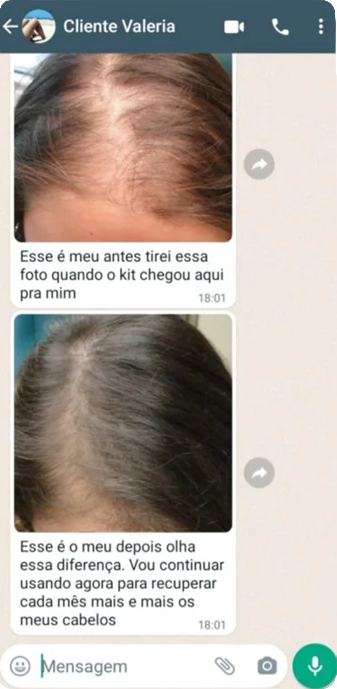 Cliente Valeria
Esse é meu antes tirei essa
foto quando o kit chegou aqui
pra mim
18:01
Esse é o meu depois olha
essa diferença. Vou continuar
usando agora para recuperar
cada mês mais e mais os
meus cabelos
18:01
Mensagem